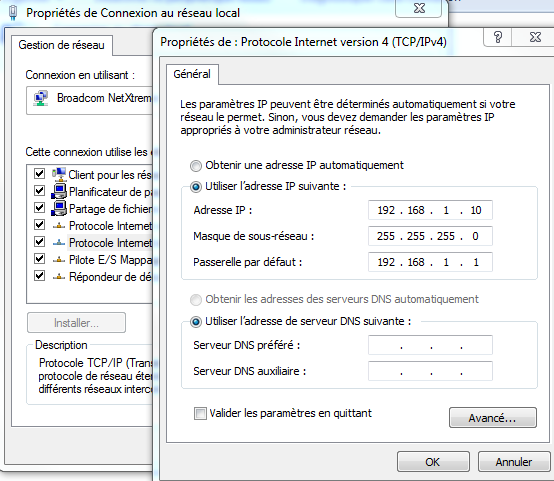 Propriétés de Connexion au réseau local
Gestion de réseau
Connexion en utilisant :
Broadcom NetXtreme
Cette connexion utilise les
Client pour les rés
Planificateur de pa
Partage de fichier
Protocole Internet
Protocole Internet
Pilote E/S Mappa
Répondeur de dé
Installer...
Description
Protocole TCP/IP (Trans
protocole de réseau éten
différents réseaux interco
Propriétés de : Protocole Internet version 4 (TCP/IPv4)
Général
Les paramètres IP peuvent être déterminés automatiquement si votre
réseau le permet. Sinon, vous devez demander les paramètres IP
appropriés à votre administrateur réseau.
Obtenir une adresse IP automatiquement
Utiliser l'adresse IP suivante :
Adresse IP : 192 . 168 . 1 . 10
Masque de sous-réseau : 255 . 255 . 255 . 0
Passerelle par défaut : 192 . 168 . 1 . 1
Obtenir les adresses des serveurs DNS automatiquement
Utiliser l'adresse de serveur DNS suivante :
Serveur DNS préféré : . . .
Serveur DNS auxiliaire : . . .
Valider les paramètres en quittant
Avancé...
OK
Annuler